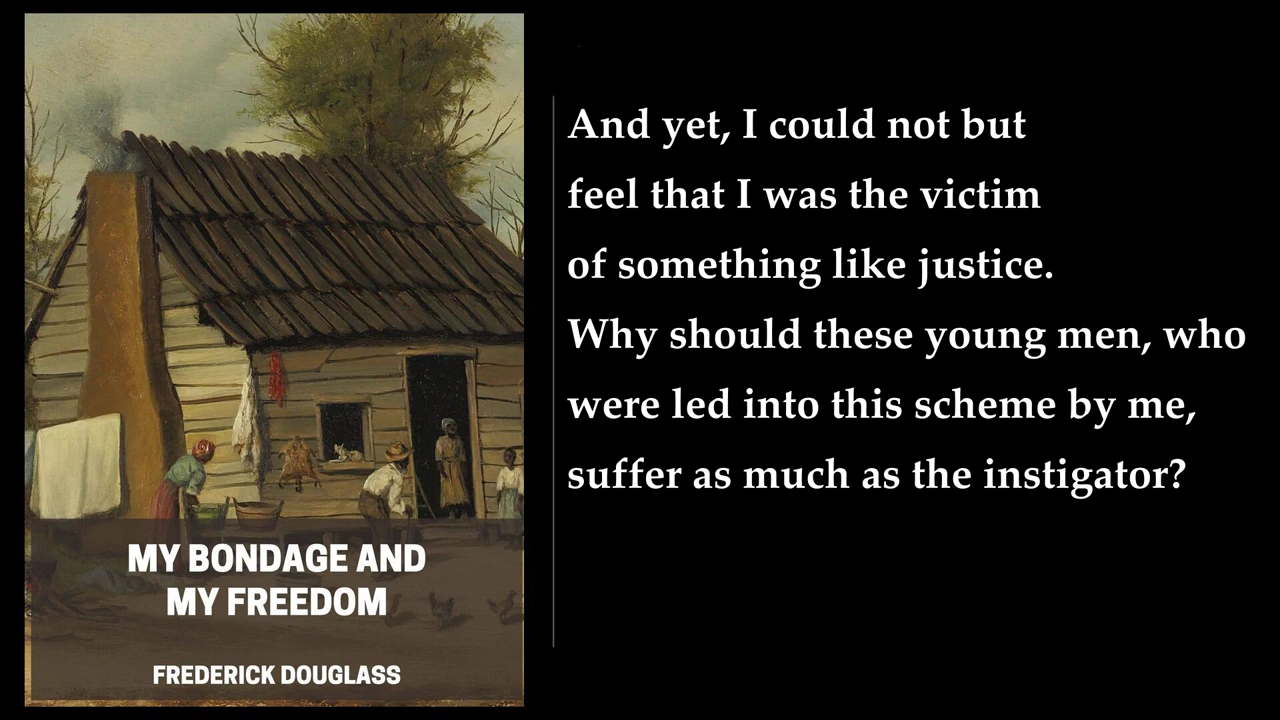 MY BONDAGE AND
MY FREEDOM
FREDERICK DOUGLASS
And yet, I could not but
feel that I was the victim
of something like justice.
Why should these young men, who
were led into this scheme by me,
suffer as much as the instigator?